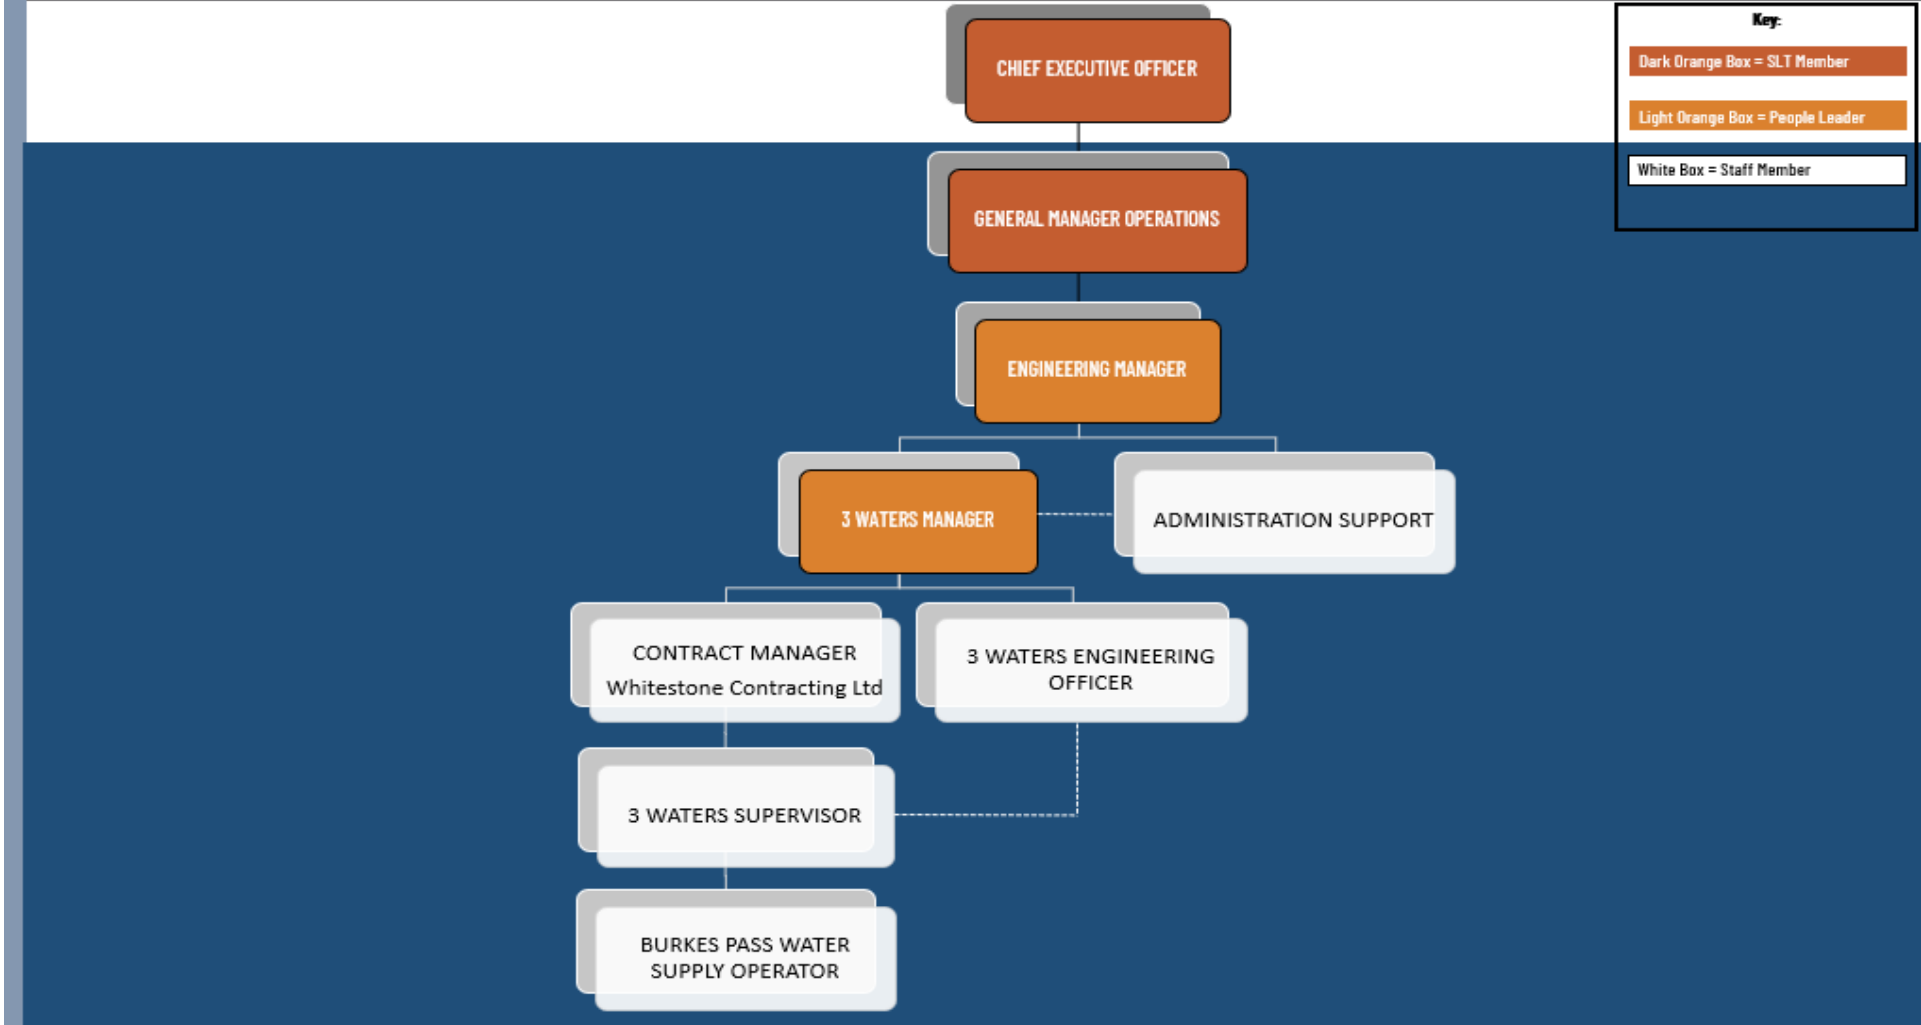 CHIEF EXECUTIVE OFFICER
Key:
Dark Orange Box = SLT Member
Light Orange Box = People Leader
White Box = Staff Member
GENERAL MANAGER OPERATIONS
ENGINEERING MANAGER
3 WATERS MANAGER
ADMINISTRATION SUPPORT
CONTRACT MANAGER
Whitestone Contracting Ltd
3 WATERS ENGINEERING
OFFICER
3 WATERS SUPERVISOR
BURKES PASS WATER
SUPPLY OPERATOR